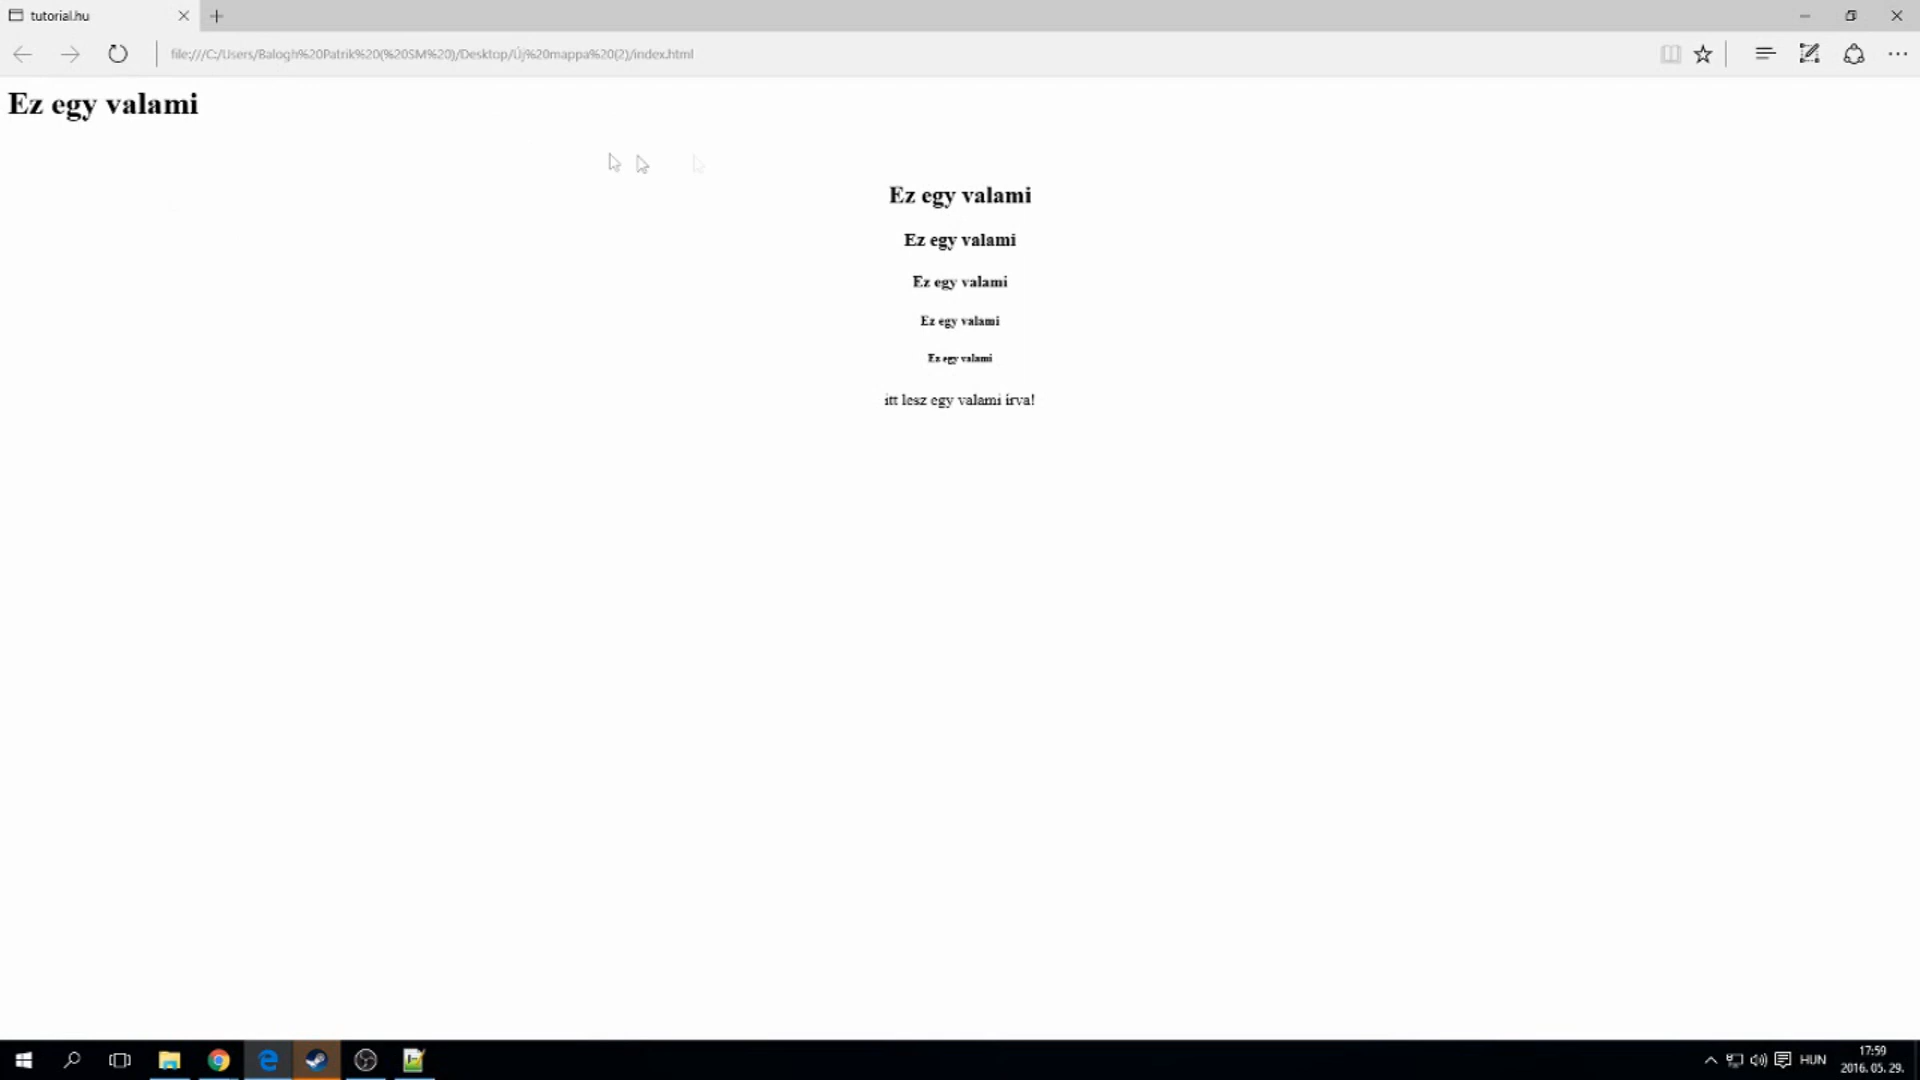 tutorial.hu
file:///C:/Users/Balogh%20Patrik%20(%20SM%20)/Desktop/Új%20mappa%20(2)/index.html
Ez egy valami
Ez egy valami
Ez egy valami
Ez egy valami
Ez egy valami
Ez egy valami
itt lesz egy valami írva!
HUN
17:59
2016. 05. 29.